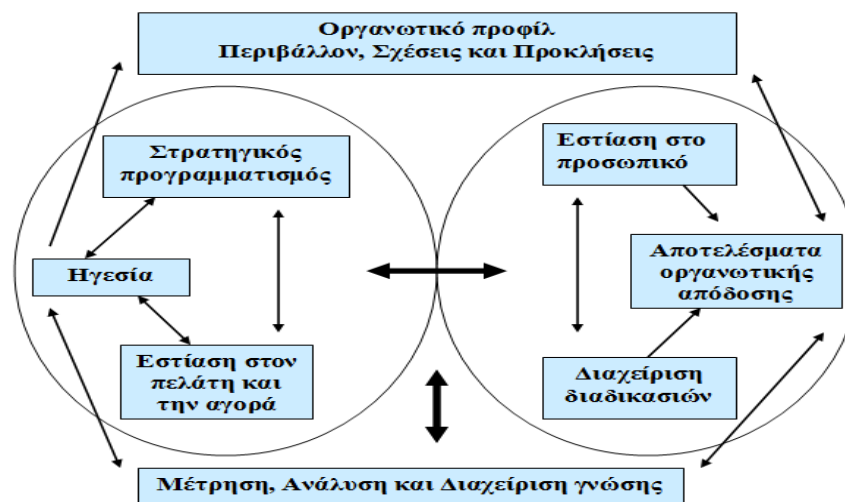 Οργανωτικό προφίλ
Περιβάλλον, Σχέσεις και Προκλήσεις
Στρατηγικός
προγραμματισμός
Εστίαση στο
προσωπικό
Ηγεσία
Αποτελέσματα
οργανωτικής
απόδοσης
Εστίαση στον
πελάτη και
την αγορά
Διαχείριση
διαδικασιών
Μέτρηση, Ανάλυση και Διαχείριση γνώσης